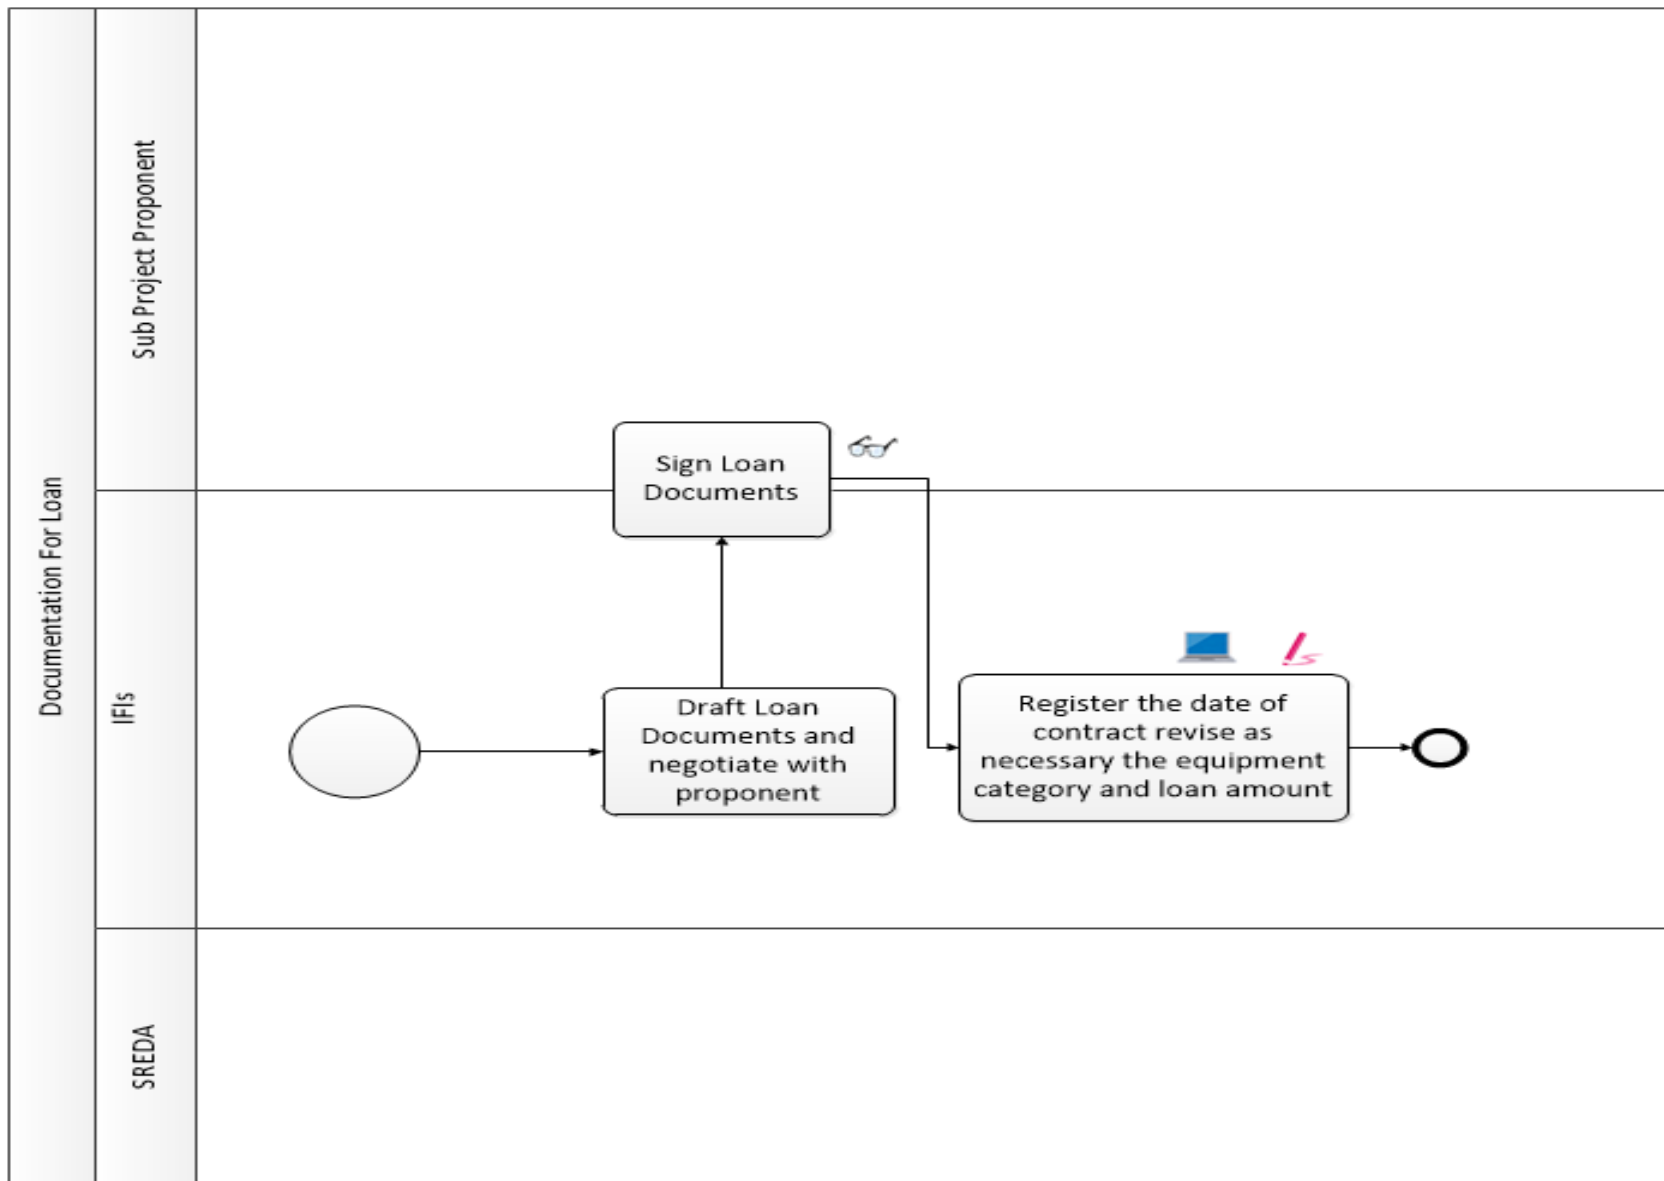 Documentation For Loan
Sub Project Proponent
Sign Loan
Documents
IFIs
Draft Loan
Documents and
negotiate with
proponent
Register the date of
contract revise as
necessary the equipment
category and loan amount
SREDA